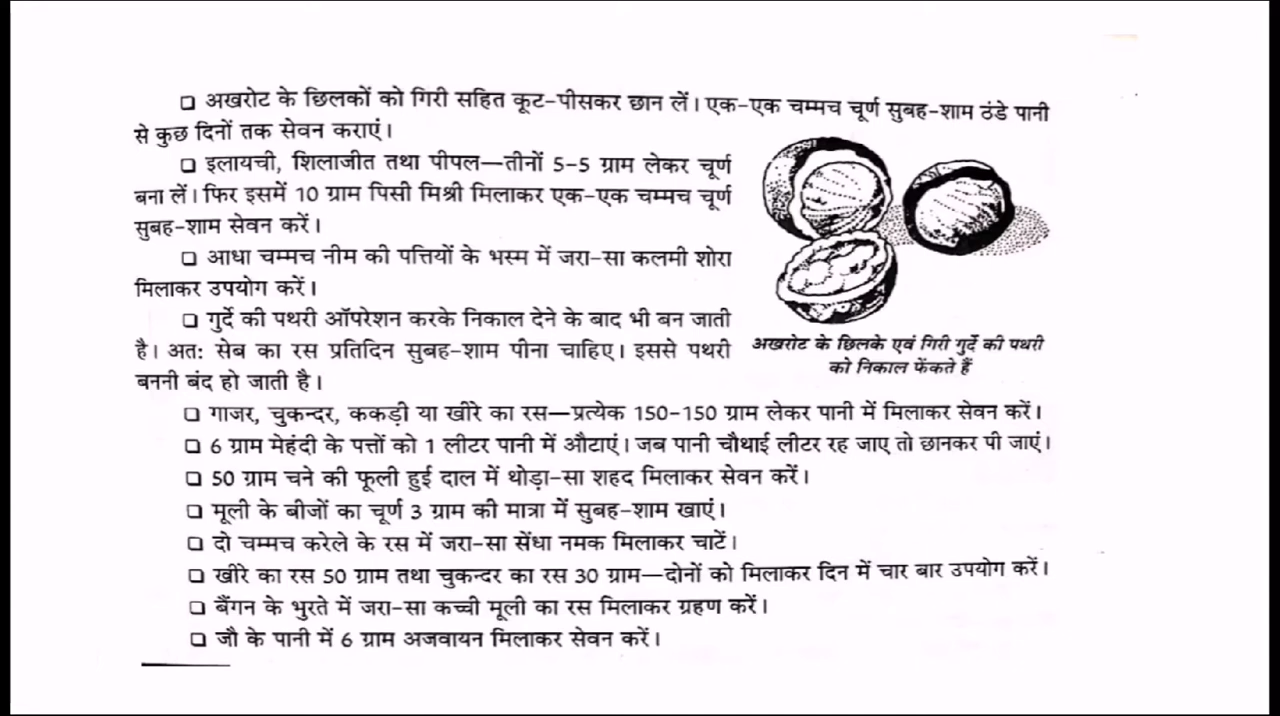 ❑ अखरोट के छिलकों को गिरी सहित कूट-पीसकर छान लें। एक-एक चम्मच चूर्ण सुबह-शाम ठंडे पानी
से कुछ दिनों तक सेवन कराएं।
❑ इलायची, शिलाजीत तथा पीपल—तीनों 5-5 ग्राम लेकर चूर्ण
बना लें। फिर इसमें 10 ग्राम पिसी मिश्री मिलाकर एक-एक चम्मच चूर्ण
सुबह-शाम सेवन करें।
❑ आधा चम्मच नीम की पत्तियों के भस्म में जरा-सा कलमी शोरा
मिलाकर उपयोग करें।
❑ गुर्दे की पथरी ऑपरेशन करके निकाल देने के बाद भी बन जाती
है। अत: सेब का रस प्रतिदिन सुबह-शाम पीना चाहिए। इससे पथरी
बननी बंद हो जाती है।
अखरोट के छिलके एवं गिरी गुर्दे की पथरी
को निकाल फेंकते हैं
❑ गाजर, चुकन्दर, ककड़ी या खीरे का रस—प्रत्येक 150-150 ग्राम लेकर पानी में मिलाकर सेवन करें।
❑ 6 ग्राम मेहंदी के पत्तों को 1 लीटर पानी में औटाएं। जब पानी चौथाई लीटर रह जाए तो छानकर पी जाएं।
❑ 50 ग्राम चने की फूली हुई दाल में थोड़ा-सा शहद मिलाकर सेवन करें।
❑ मूली के बीजों का चूर्ण 3 ग्राम की मात्रा में सुबह-शाम खाएं।
❑ दो चम्मच करेले के रस में जरा-सा सेंधा नमक मिलाकर चाटें।
❑ खीरे का रस 50 ग्राम तथा चुकन्दर का रस 30 ग्राम—दोनों को मिलाकर दिन में चार बार उपयोग करें।
❑ बैंगन के भुरते में जरा-सा कच्ची मूली का रस मिलाकर ग्रहण करें।
❑ जौ के पानी में 6 ग्राम अजवायन मिलाकर सेवन करें।